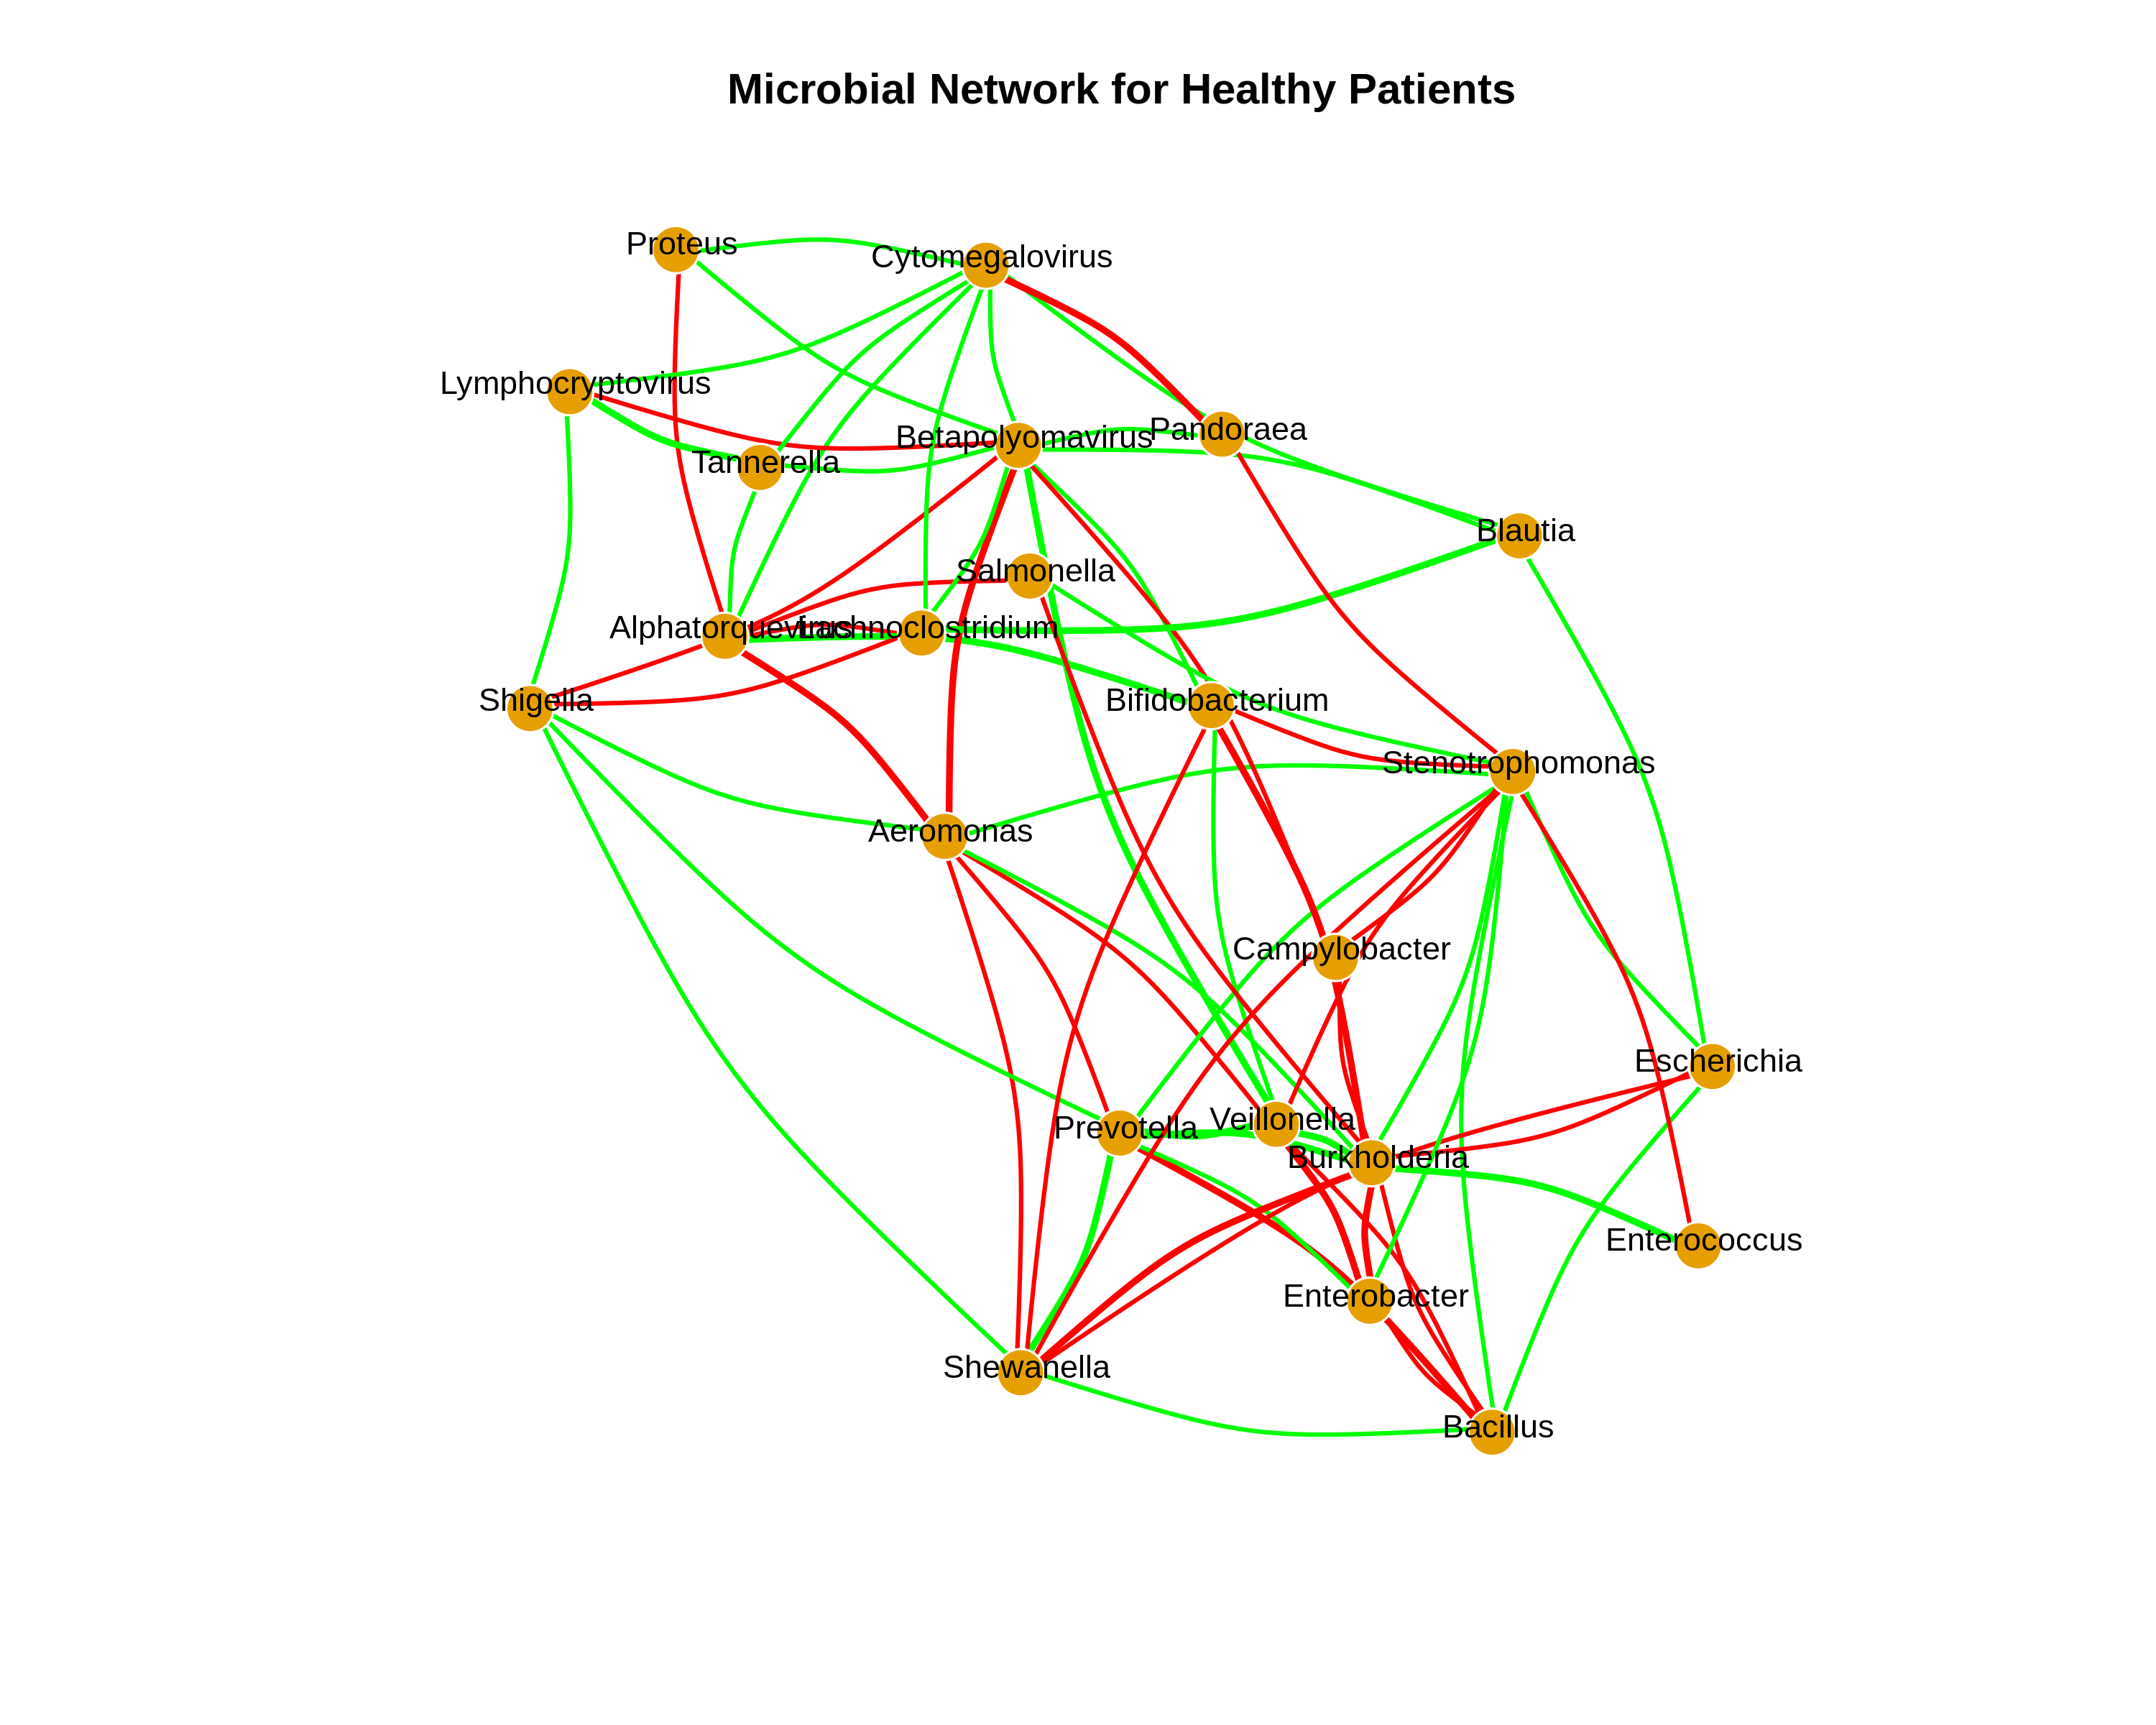 Microbial Network for Healthy Patients
Proteus
Cytomegalovirus
Lymphocryptovirus
Pandoraea
Betapolyomavirus
Tannerella
Blautia
Salmonella
Alphatorquevirus
Lachnoclostridium
Shigella
Bifidobacterium
Stenotrophomonas
Aeromonas
Campylobacter
Escherichia
Veillonella
Prevotella
Burkholderia
Enterococcus
Enterobacter
Shewanella
Bacillus